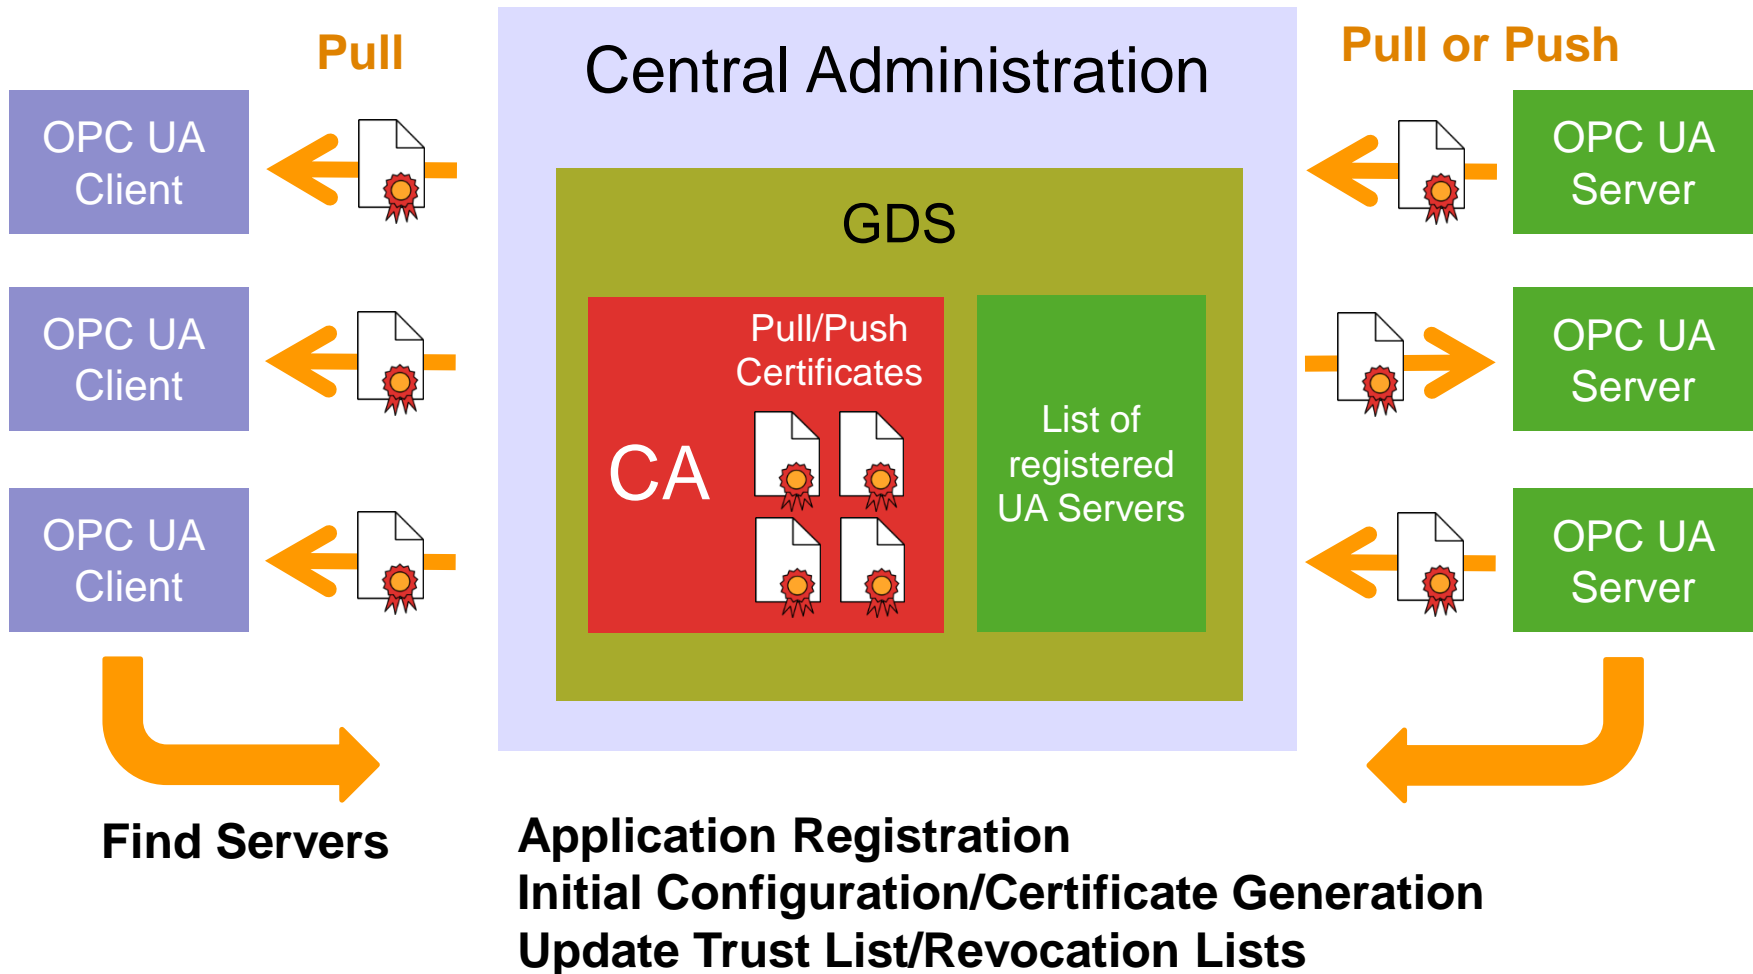 Pull
Central Administration
Pull or Push
OPC UA
Client
OPC UA
Client
OPC UA
Client
GDS
CA
Pull/Push
Certificates
List of
registered
UA Servers
OPC UA
Server
OPC UA
Server
OPC UA
Server
Find Servers
Application Registration
Initial Configuration/Certificate Generation
Update Trust List/Revocation Lists